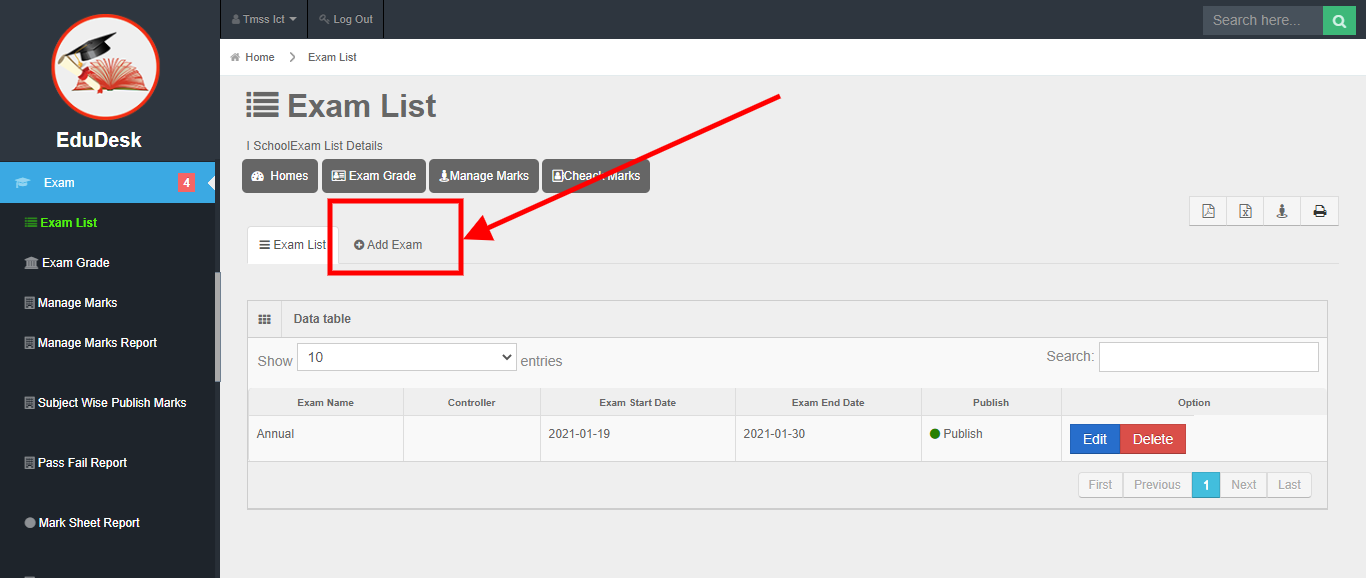 Tmss Ict
Log Out
Search here...
EduDesk
Home
Exam List
Exam List
I SchoolExam List Details
Homes
Exam Grade
Manage Marks
Cheack Marks
Exam
4
Exam List
Exam Grade
Manage Marks
Manage Marks Report
Subject Wise Publish Marks
Pass Fail Report
Mark Sheet Report
Exam List
Add Exam
Data table
Show 10 entries
Search:
Exam Name Controller Exam Start Date Exam End Date Publish Option
Annual 2021-01-19 2021-01-30 Publish Edit Delete
First Previous 1 Next Last